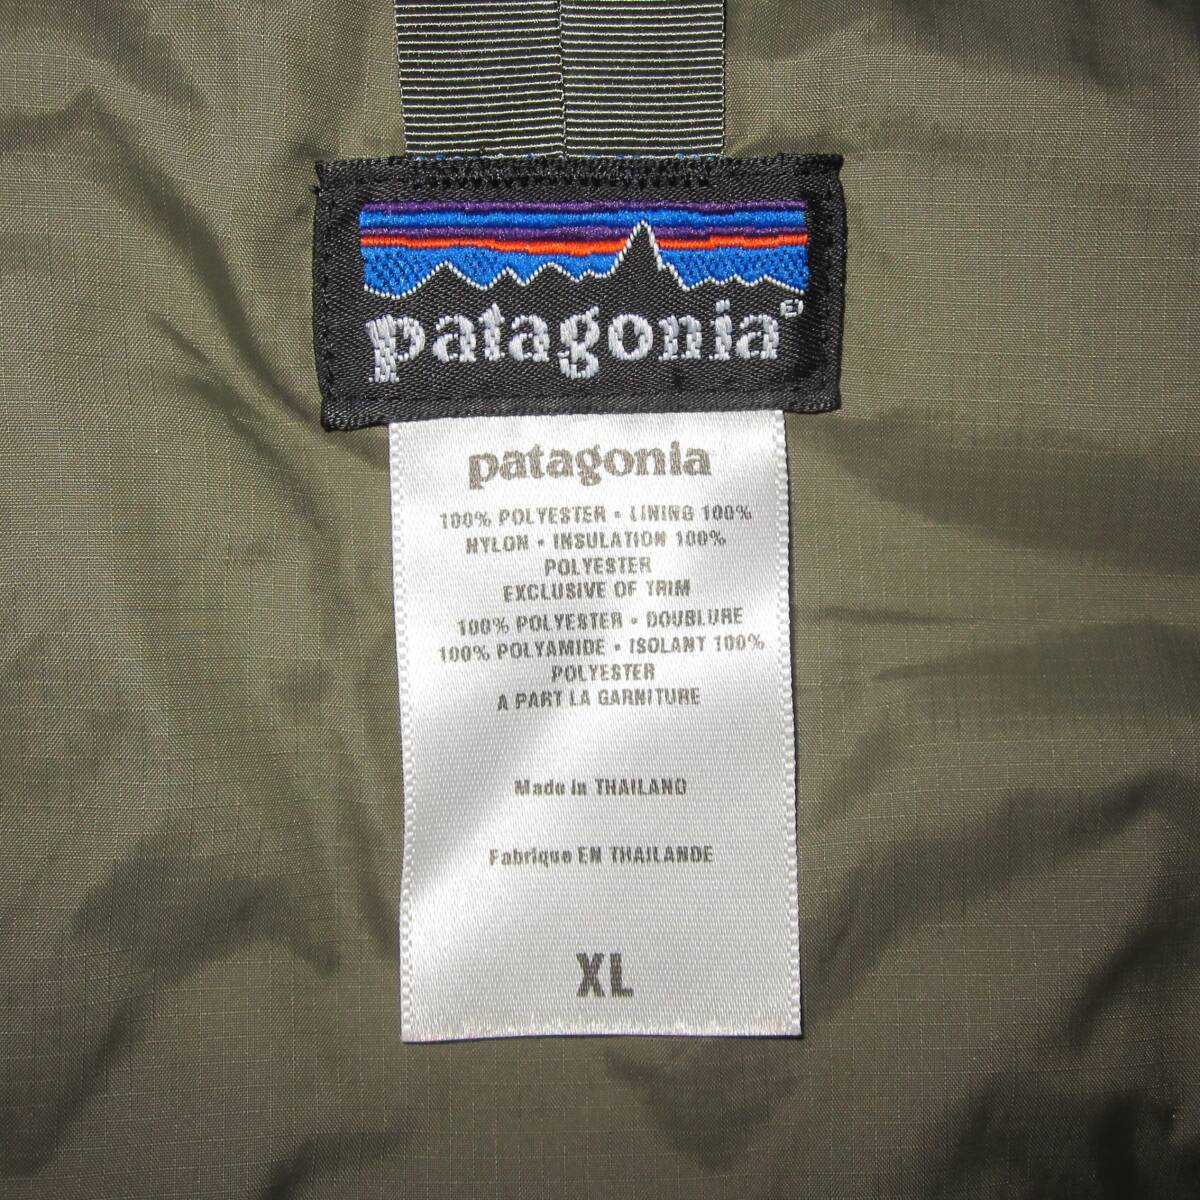 patagonia®
patagonia
100% POLYESTER • LINING 100%
NYLON • INSULATION 100%
POLYESTER
EXCLUSIVE OF TRIM
100% POLYESTER • DOUBLURE
100% POLYAMIDE • ISOLANT 100%
POLYESTER
A PART LA GARNITURE
Made in THAILAND
Fabrique EN THAILANDE
XL